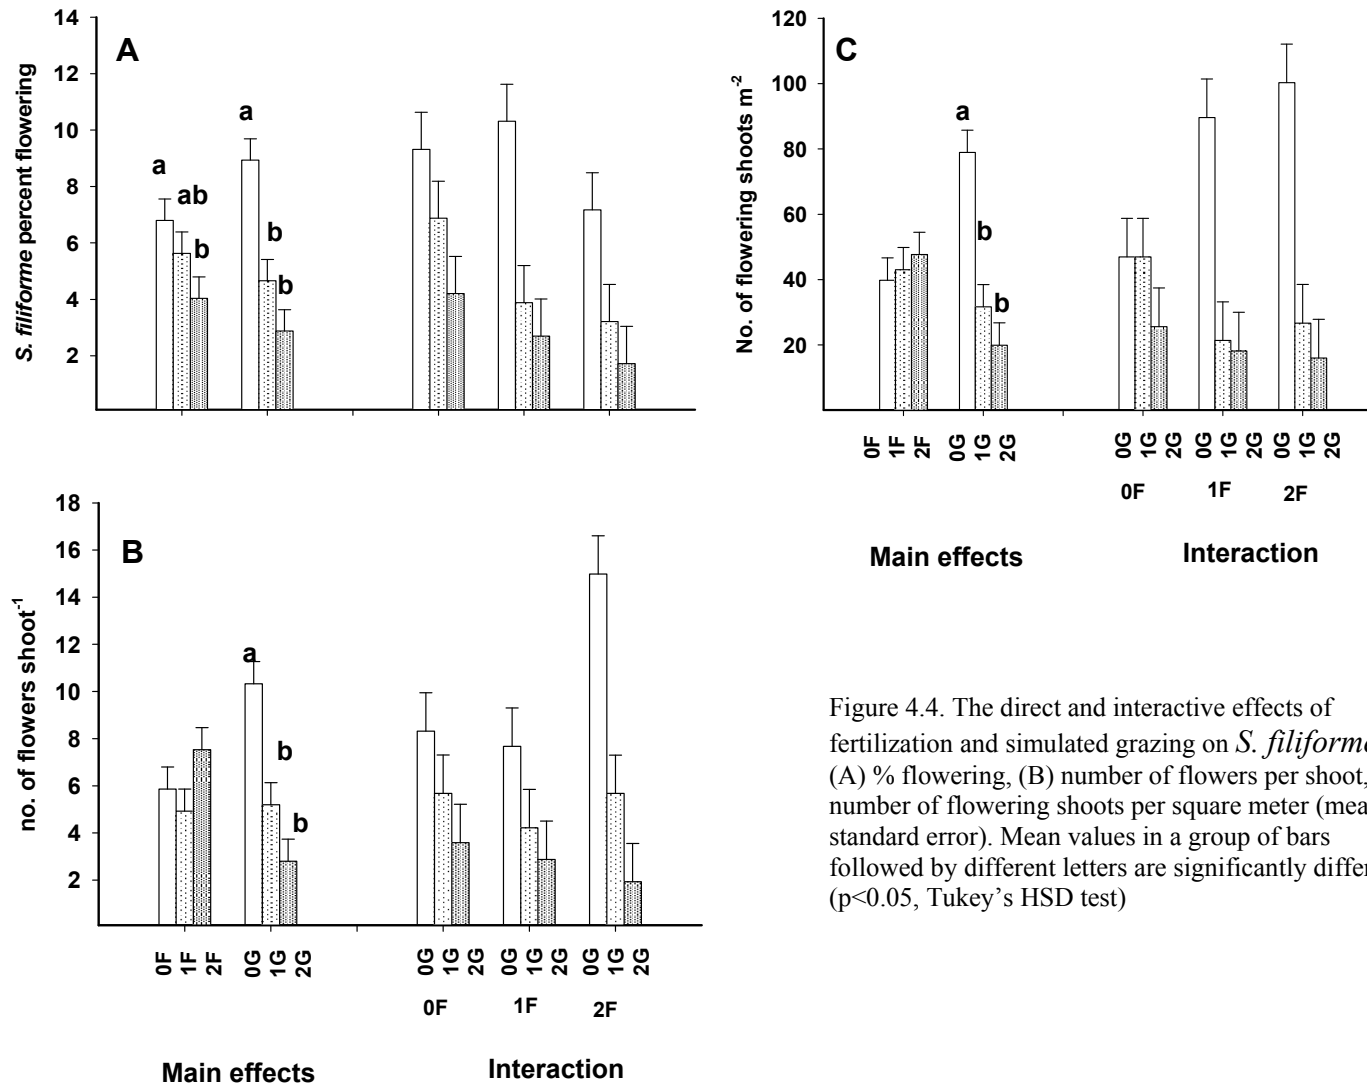 14
12
10
8
6
4
2
S. filiforme percent flowering
A
a
ab
b
a
b
b
18
16
14
12
10
8
6
4
2
no. of flowers shoot-1
B
a
b
b
0F
1F
2F
0G
1G
2G
0G
1G
2G
0G
1G
2G
0G
1G
2G
0F
1F
2F
Main effects
Interaction
120
100
80
60
40
20
No. of flowering shoots m-2
C
a
b
b
0F
1F
2F
0G
1G
2G
0G
1G
2G
0G
1G
2G
0G
1G
2G
0F
1F
2F
Main effects
Interaction
Figure 4.4. The direct and interactive effects of
fertilization and simulated grazing on S. filiforme
(A) % flowering, (B) number of flowers per shoot,
number of flowering shoots per square meter (mea
standard error). Mean values in a group of bars
followed by different letters are significantly differe
(p<0.05, Tukey's HSD test)